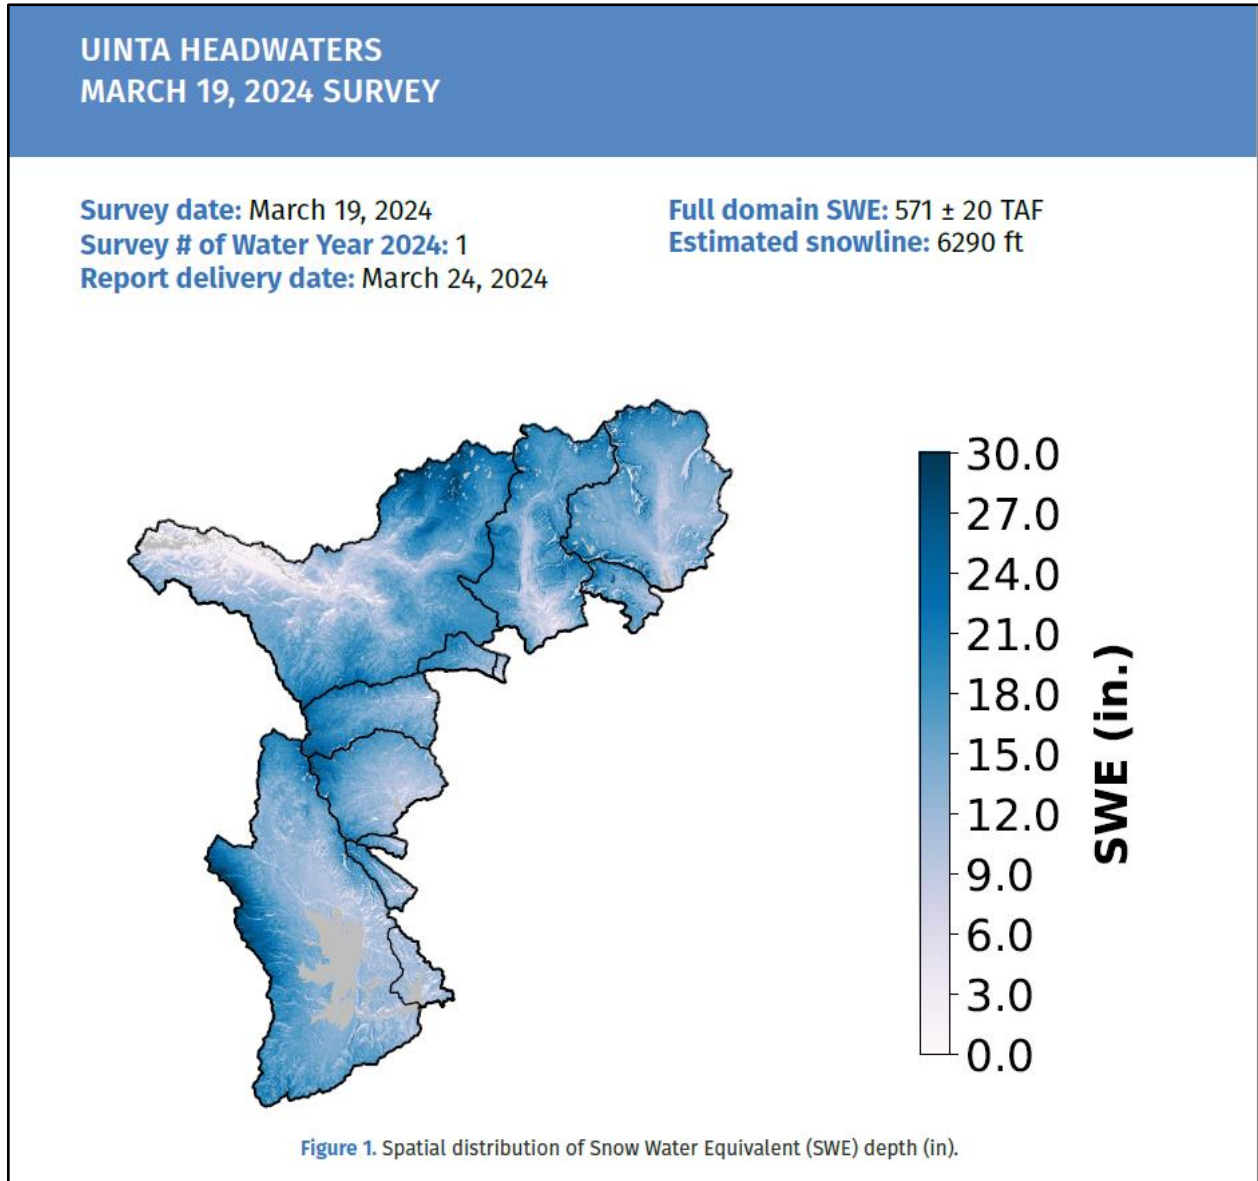 UINTA HEADWATERS
MARCH 19, 2024 SURVEY
Survey date: March 19, 2024
Survey # of Water Year 2024: 1
Report delivery date: March 24, 2024
Full domain SWE: 571 ± 20 TAF
Estimated snowline: 6290 ft
30.0
27.0
24.0
21.0
18.0
15.0
12.0
9.0
6.0
3.0
0.0
SWE (in.)
Figure 1. Spatial distribution of Snow Water Equivalent (SWE) depth (in).